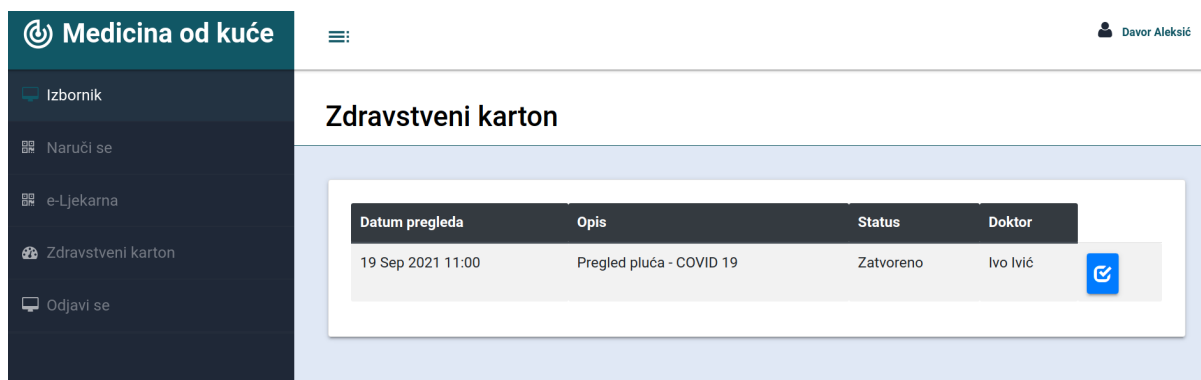 Medicina od kuće
Davor Aleksić
Izbornik
Naruči se
e-Ljekarna
Zdravstveni karton
Odjavi se
Zdravstveni karton
Datum pregleda Opis Status Doktor
19 Sep 2021 11:00 Pregled pluća - COVID 19 Zatvoreno Ivo Ivić